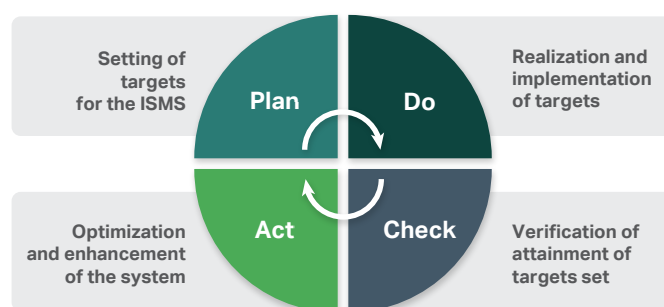 Setting of
targets
for the ISMS
Plan
Do
Realization and
implementation
of targets
Optimization
and enhancement
of the system
Act
Check
Verification of
attainment of
targets set